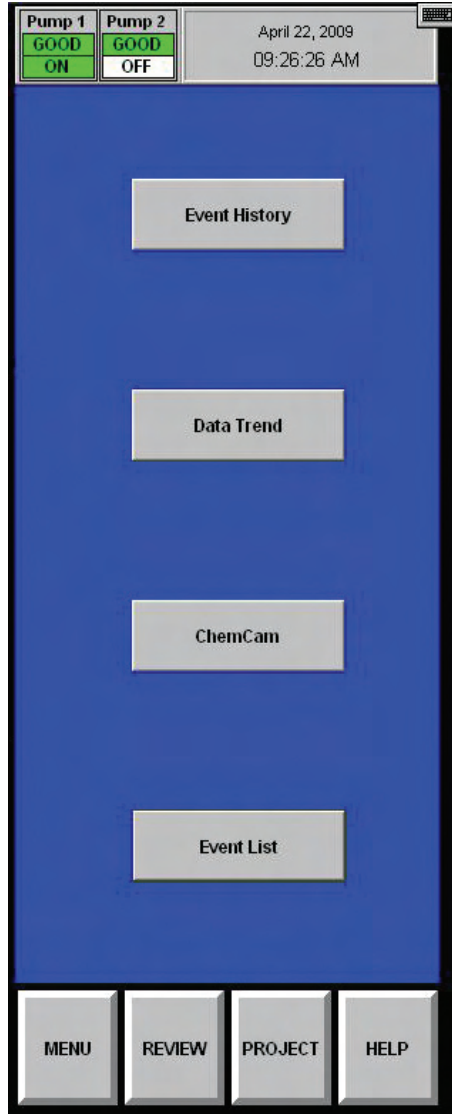 Pump 1 Pump 2
GOOD GOOD
ON OFF
April 22, 2009
09:26:26 AM
Event History
Data Trend
ChemCam
Event List
MENU REVIEW PROJECT HELP